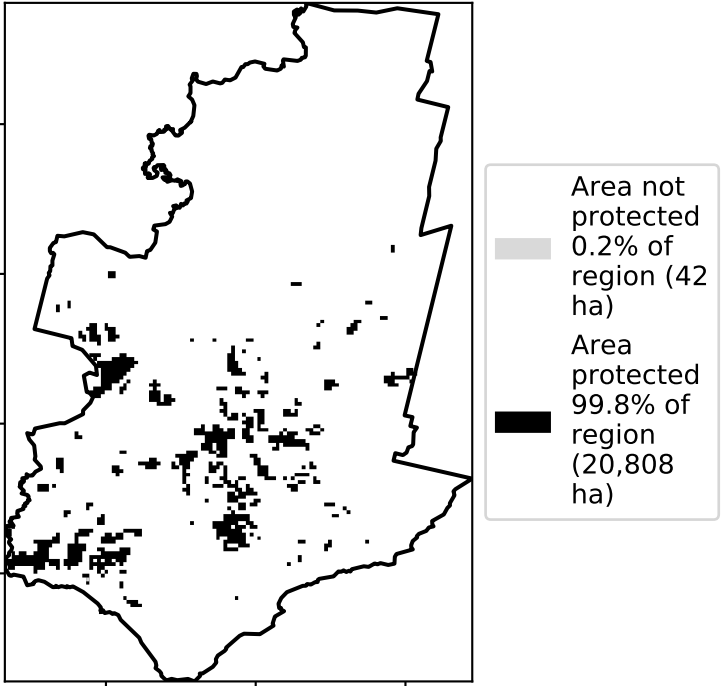 Area not
protected
0.2% of
region (42
ha)
Area
protected
99.8% of
region
(20,808
ha)